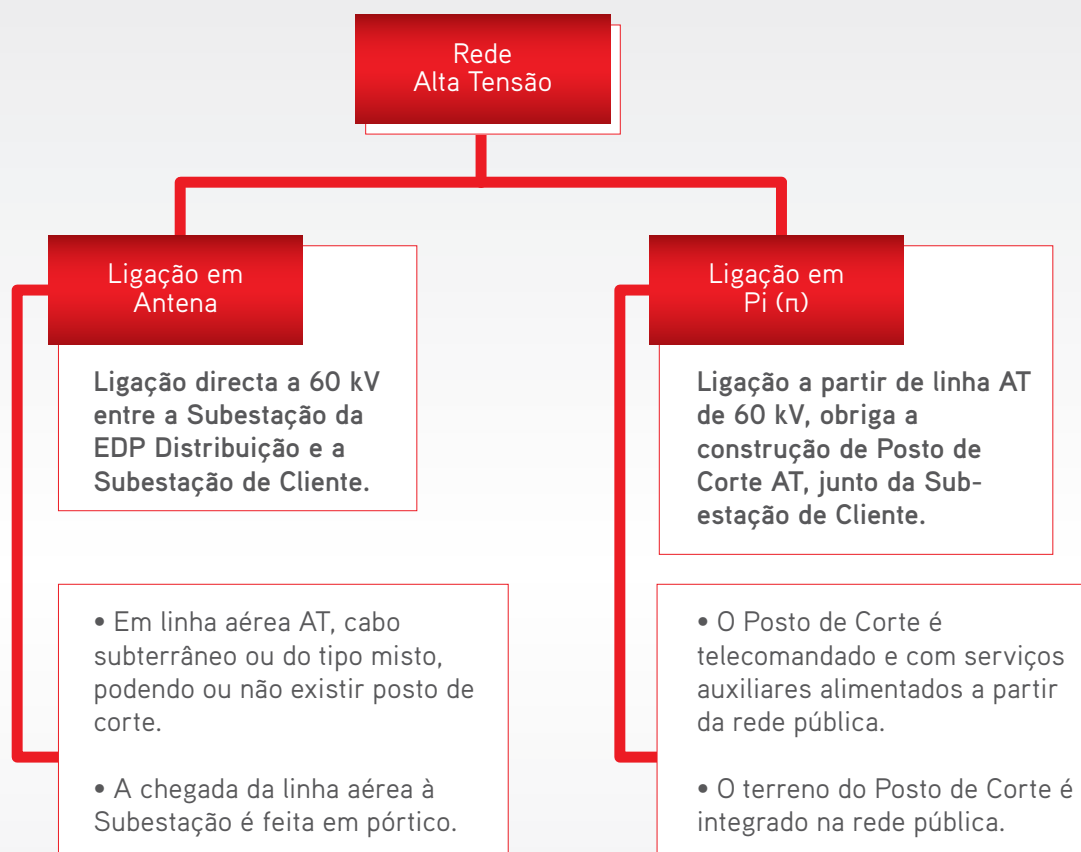 Rede
Alta Tensão
Ligação em
Antena
Ligação directa a 60 kV
entre a Subestação da
EDP Distribuição e a
Subestação de Cliente.
• Em linha aérea AT, cabo
subterrâneo ou do tipo misto,
podendo ou não existir posto de
corte.
• A chegada da linha aérea à
Subestação é feita em pórtico.
Ligação em
Pi (π)
Ligação a partir de linha AT
de 60 kV, obriga a
construção de Posto de
Corte AT, junto da Sub-
estação de Cliente.
• O Posto de Corte é
telecomandado e com serviços
auxiliares alimentados a partir
da rede pública.
• O terreno do Posto de Corte é
integrado na rede pública.